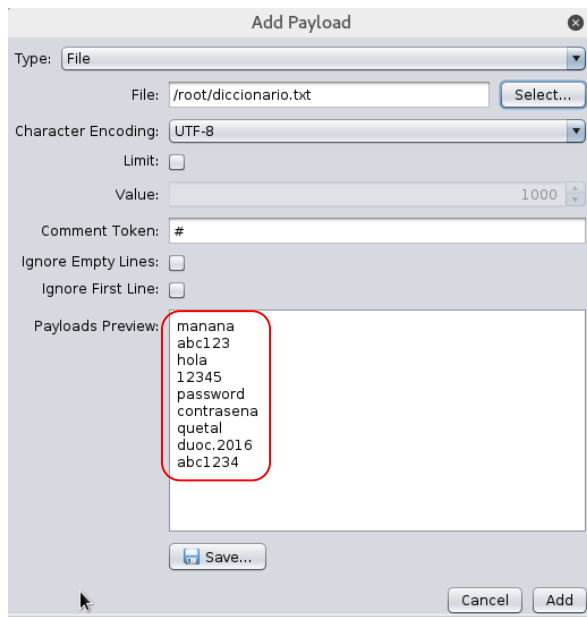 Add Payload
Type: File
File: /root/diccionario.txt Select...
Character Encoding: UTF-8
Limit:
Value: 1000
Comment Token: #
Ignore Empty Lines:
Ignore First Line:
Payloads Preview: manana
abc123
hola
12345
password
contrasena
quetal
duoc.2016
abc1234
Save...
Cancel Add